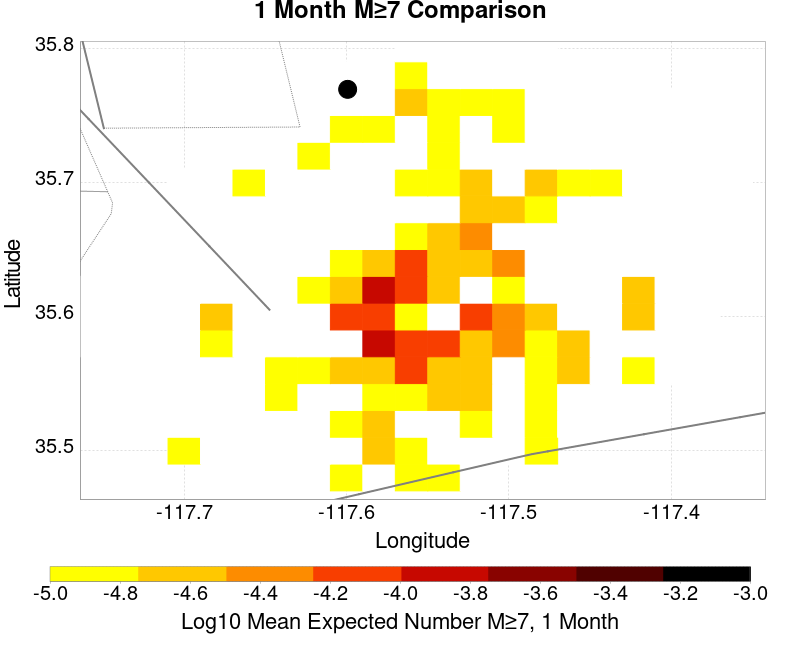 1 Month M≥7 Comparison
35.8
35.7
35.6
35.5
Latitude
-117.7 -117.6 -117.5 -117.4
Longitude
-5.0 -4.8 -4.6 -4.4 -4.2 -4.0 -3.8 -3.6 -3.4 -3.2 -3.0
Log10 Mean Expected Number M≥7, 1 Month